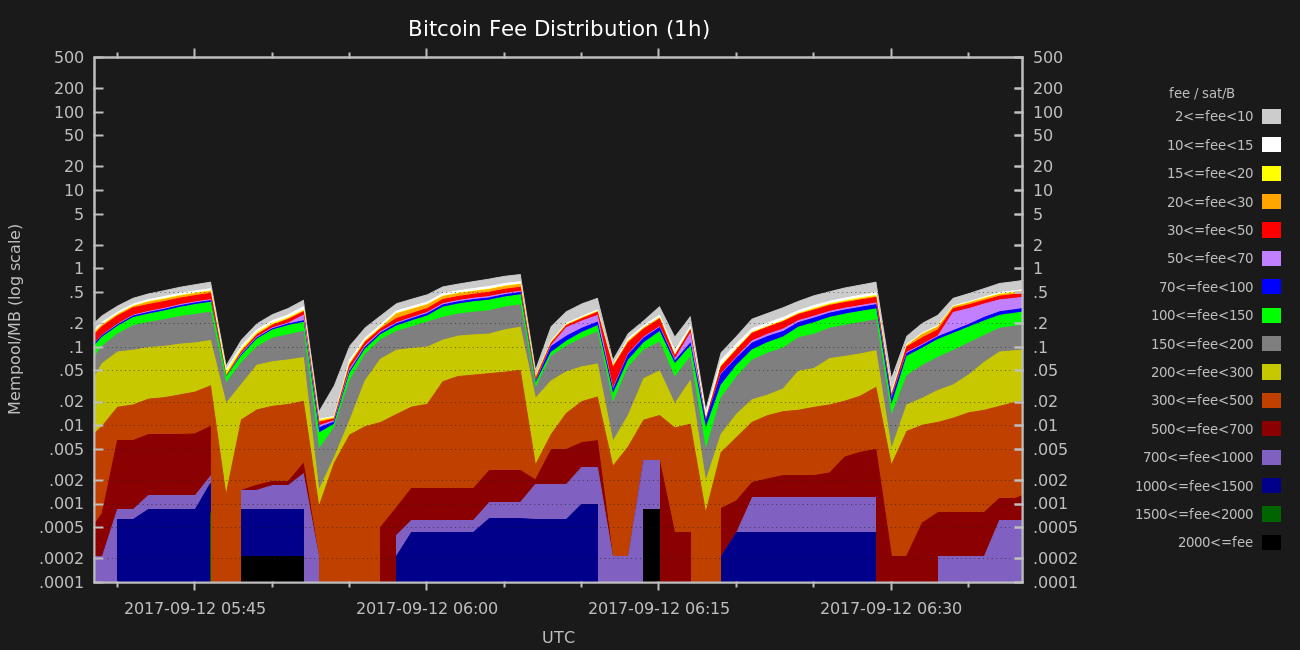 Bitcoin Fee Distribution (1h)
Mempool/MB (log scale)
500 500
200 200
100 100
50 50
20 20
10 10
5 5
2 2
1 1
.5 .5
.2 .2
.1 .1
.05 .05
.02 .02
.01 .01
.005 .005
.002 .002
.001 .001
.0005 .0005
.0002 .0002
.0001 .0001
2017-09-12 05:45 2017-09-12 06:00 2017-09-12 06:15 2017-09-12 06:30
UTC
fee / sat/B
2<=fee<10
10<=fee<15
15<=fee<20
20<=fee<30
30<=fee<50
50<=fee<70
70<=fee<100
100<=fee<150
150<=fee<200
200<=fee<300
300<=fee<500
500<=fee<700
700<=fee<1000
1000<=fee<1500
1500<=fee<2000
2000<=fee